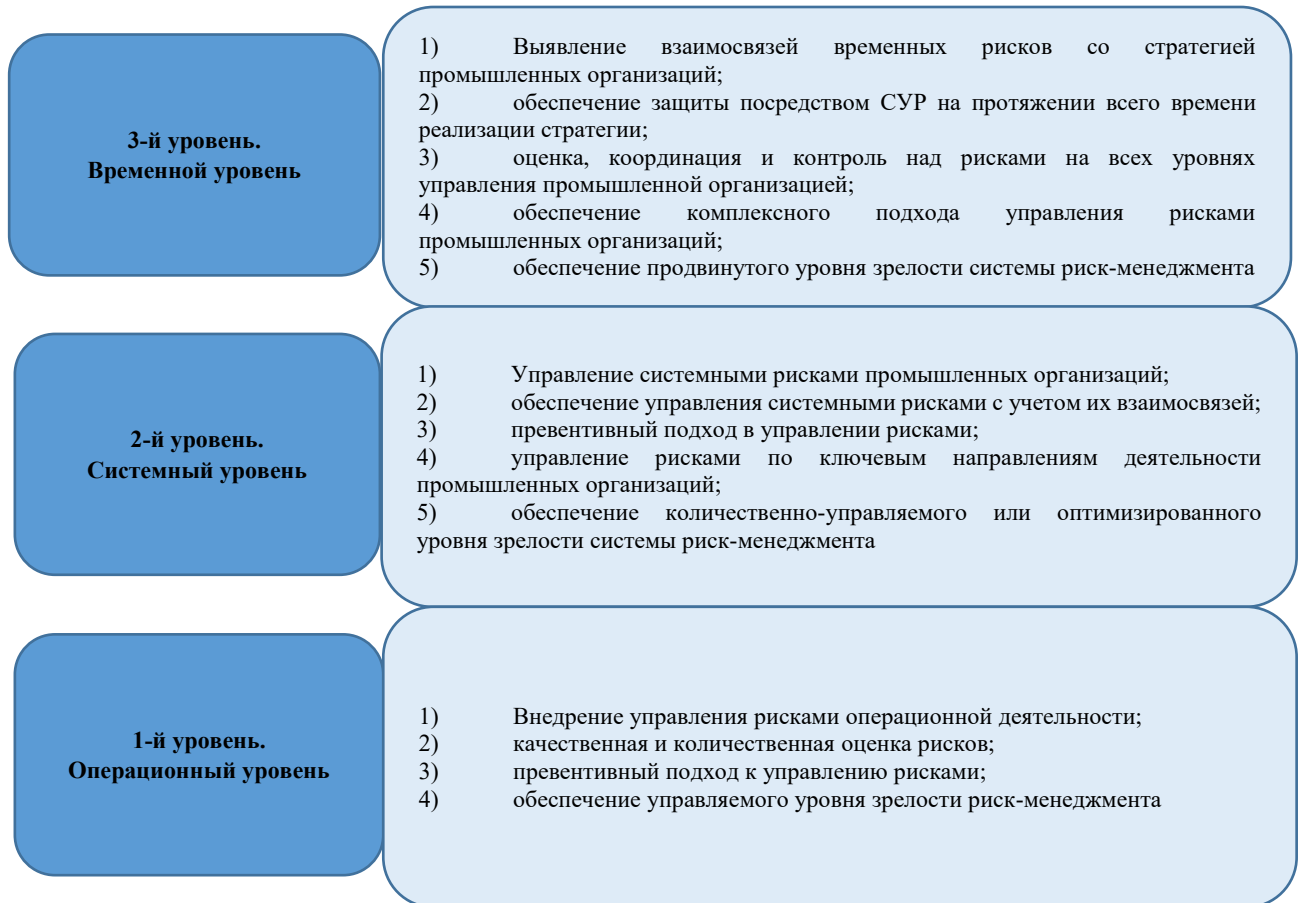 3-й уровень.
Временной уровень
1) Выявление взаимосвязей временных рисков со стратегией
промышленных организаций;
2) обеспечение защиты посредством СУР на протяжении всего времени
реализации стратегии;
3) оценка, координация и контроль над рисками на всех уровнях
управления промышленной организацией;
4) обеспечение комплексного подхода управления рисками
промышленных организаций;
5) обеспечение продвинутого уровня зрелости системы риск-менеджмента
2-й уровень.
Системный уровень
1) Управление системными рисками промышленных организаций;
2) обеспечение управления системными рисками с учетом их взаимосвязей;
3) превентивный подход в управлении рисками;
4) управление рисками по ключевым направлениям деятельности
промышленных организаций;
5) обеспечение количественно-управляемого или оптимизированного
уровня зрелости системы риск-менеджмента
1-й уровень.
Операционный уровень
1) Внедрение управления рисками операционной деятельности;
2) качественная и количественная оценка рисков;
3) превентивный подход к управлению рисками;
4) обеспечение управляемого уровня зрелости риск-менеджмента